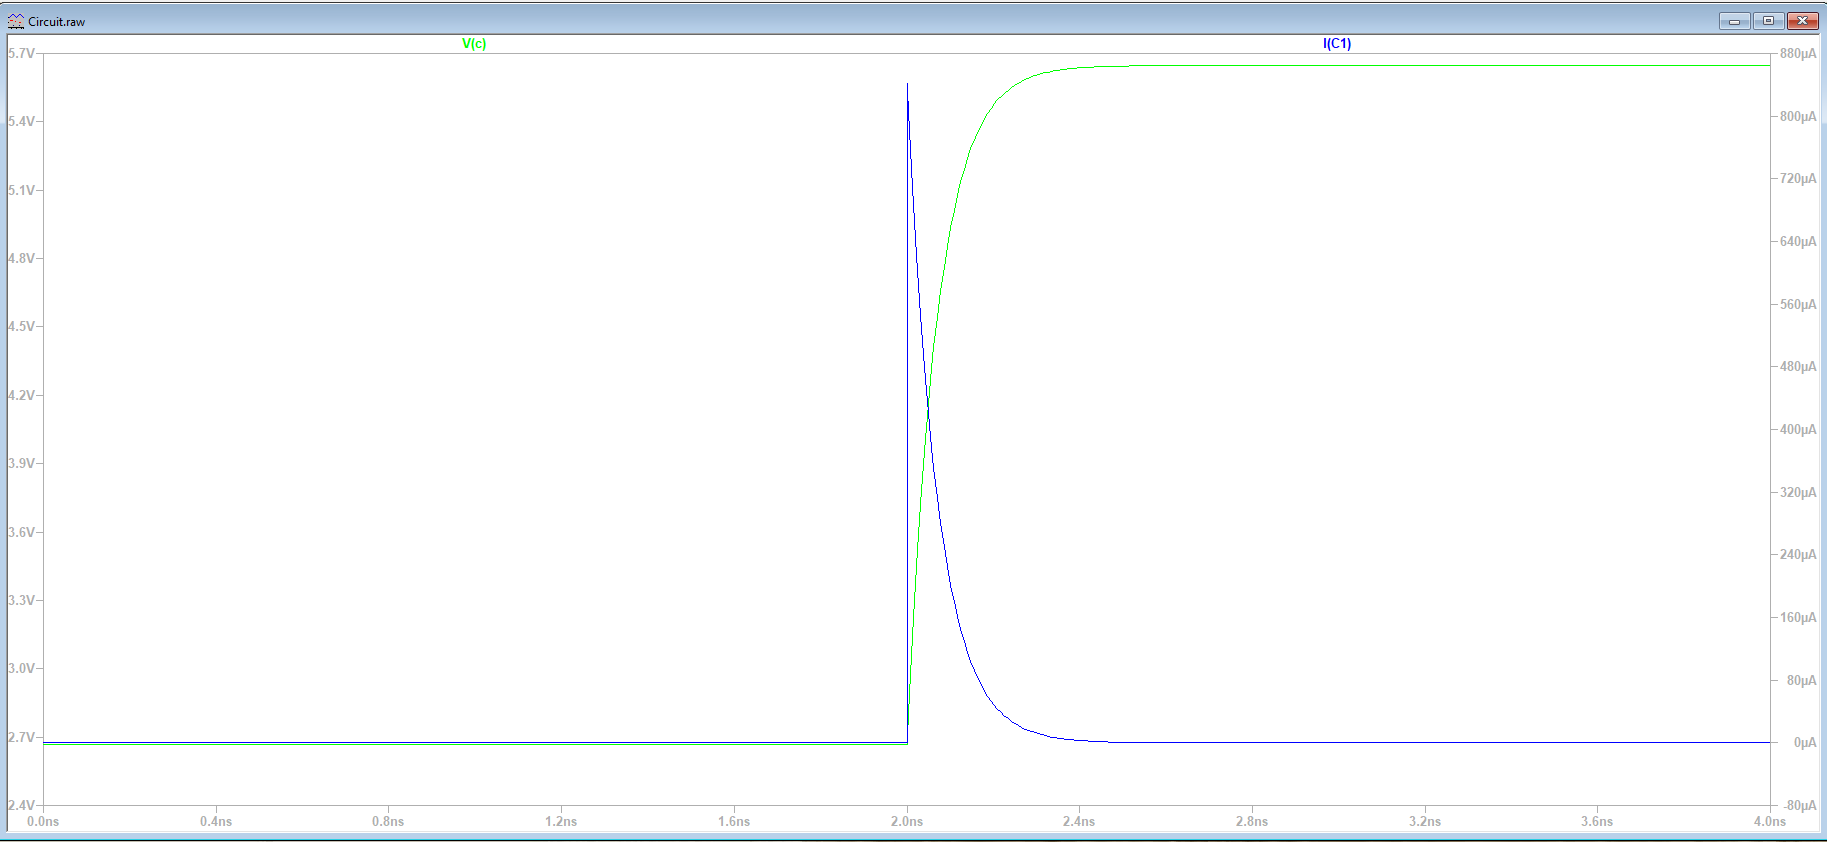 Circuit.raw
V(c) I(C1)
5.7V 880µA
5.4V 800µA
5.1V 720µA
4.8V 640µA
4.5V 560µA
4.2V 480µA
3.9V 400µA
3.6V 320µA
3.3V 240µA
3.0V 160µA
2.7V 80µA
2.4V 0µA
-80µA
0.0ns 0.4ns 0.8ns 1.2ns 1.6ns 2.0ns 2.4ns 2.8ns 3.2ns 3.6ns 4.0ns